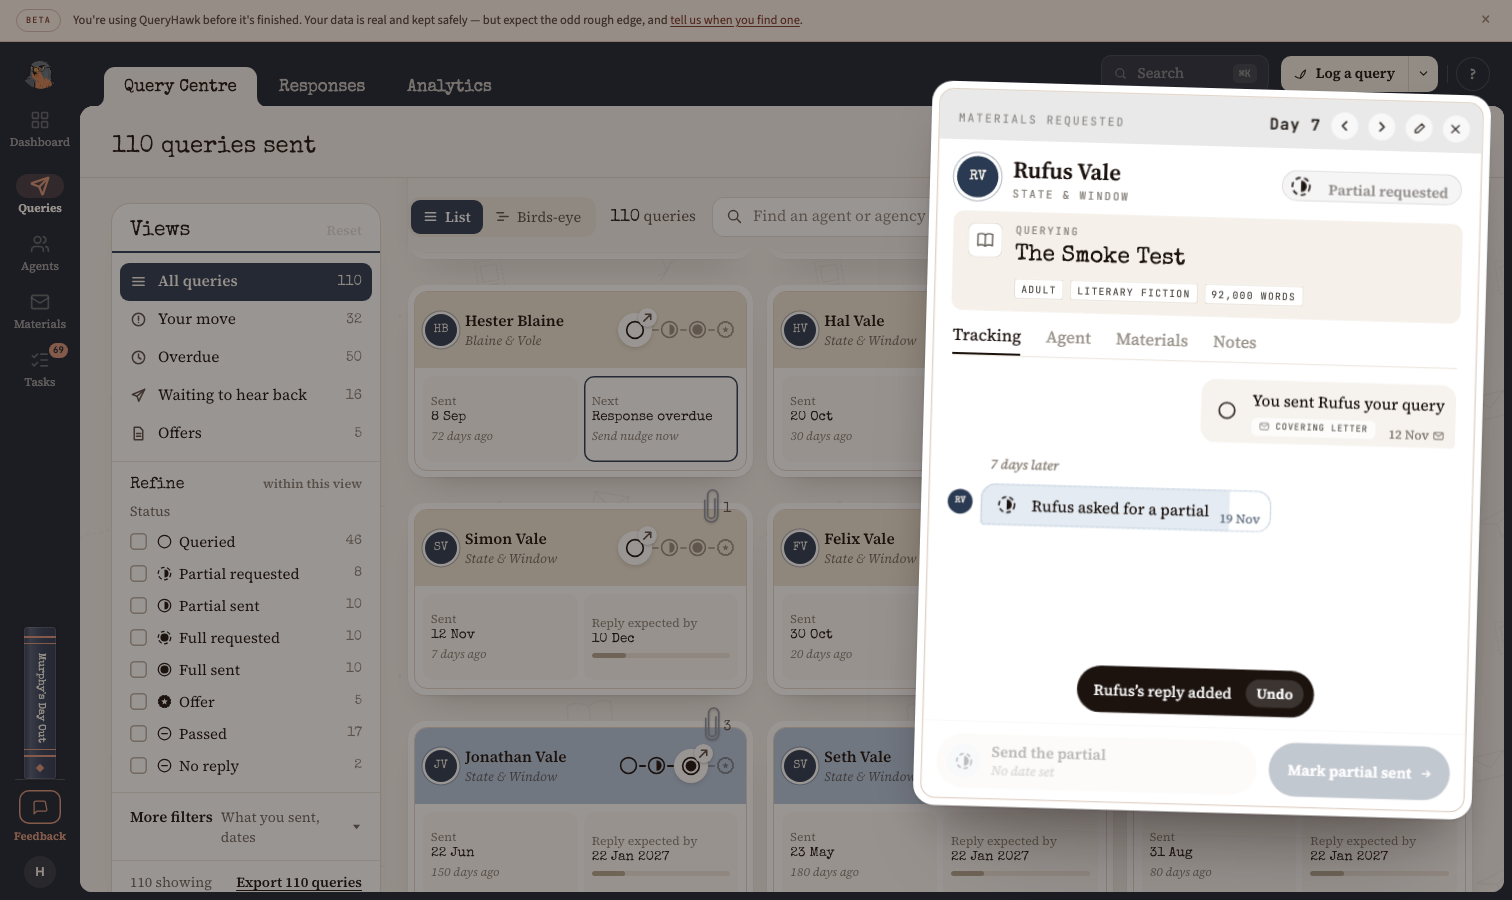 BETA
You're using QueryHawk before it's finished. Your data is real and kept safely — but expect the odd rough edge, and tell us when you find one.
×
Query Centre
Responses
Analytics
Search
⌘K
Log a query
?
Dashboard
Queries
Agents
Materials
69
Tasks
Murphy's Day Out
Feedback
H
110 queries sent
Views
Reset
All queries 110
Your move 32
Overdue 50
Waiting to hear back 16
Offers 5
Refine
within this view
Status
Queried 46
Partial requested 8
Partial sent 10
Full requested 10
Full sent 10
Offer 5
Passed 17
No reply 2
More filters
What you sent, dates
110 showing
Export 110 queries
List
Birds-eye
110 queries
Find an agent or agency
HB
Hester Blaine
Blaine & Vole
Sent
8 Sep
72 days ago
Next
Response overdue
Send nudge now
HV
Hal Vale
State & Window
Sent
20 Oct
30 days ago
1
SV
Simon Vale
State & Window
Sent
12 Nov
7 days ago
Reply expected by
10 Dec
FV
Felix Vale
State & Window
Sent
30 Oct
20 days ago
3
JV
Jonathan Vale
State & Window
Sent
22 Jun
150 days ago
Reply expected by
22 Jan 2027
SV
Seth Vale
State & Window
Sent
23 May
180 days ago
Reply expected by
22 Jan 2027
Sent
31 Aug
80 days ago
Reply expected by
22 Jan 2027
MATERIALS REQUESTED
Day 7
RV
Rufus Vale
STATE & WINDOW
Partial requested
QUERYING
The Smoke Test
ADULT
LITERARY FICTION
92,000 WORDS
Tracking
Agent
Materials
Notes
You sent Rufus your query
COVERING LETTER
12 Nov
7 days later
RV
Rufus asked for a partial
19 Nov
Rufus's reply added
Undo
Send the partial
No date set
Mark partial sent →